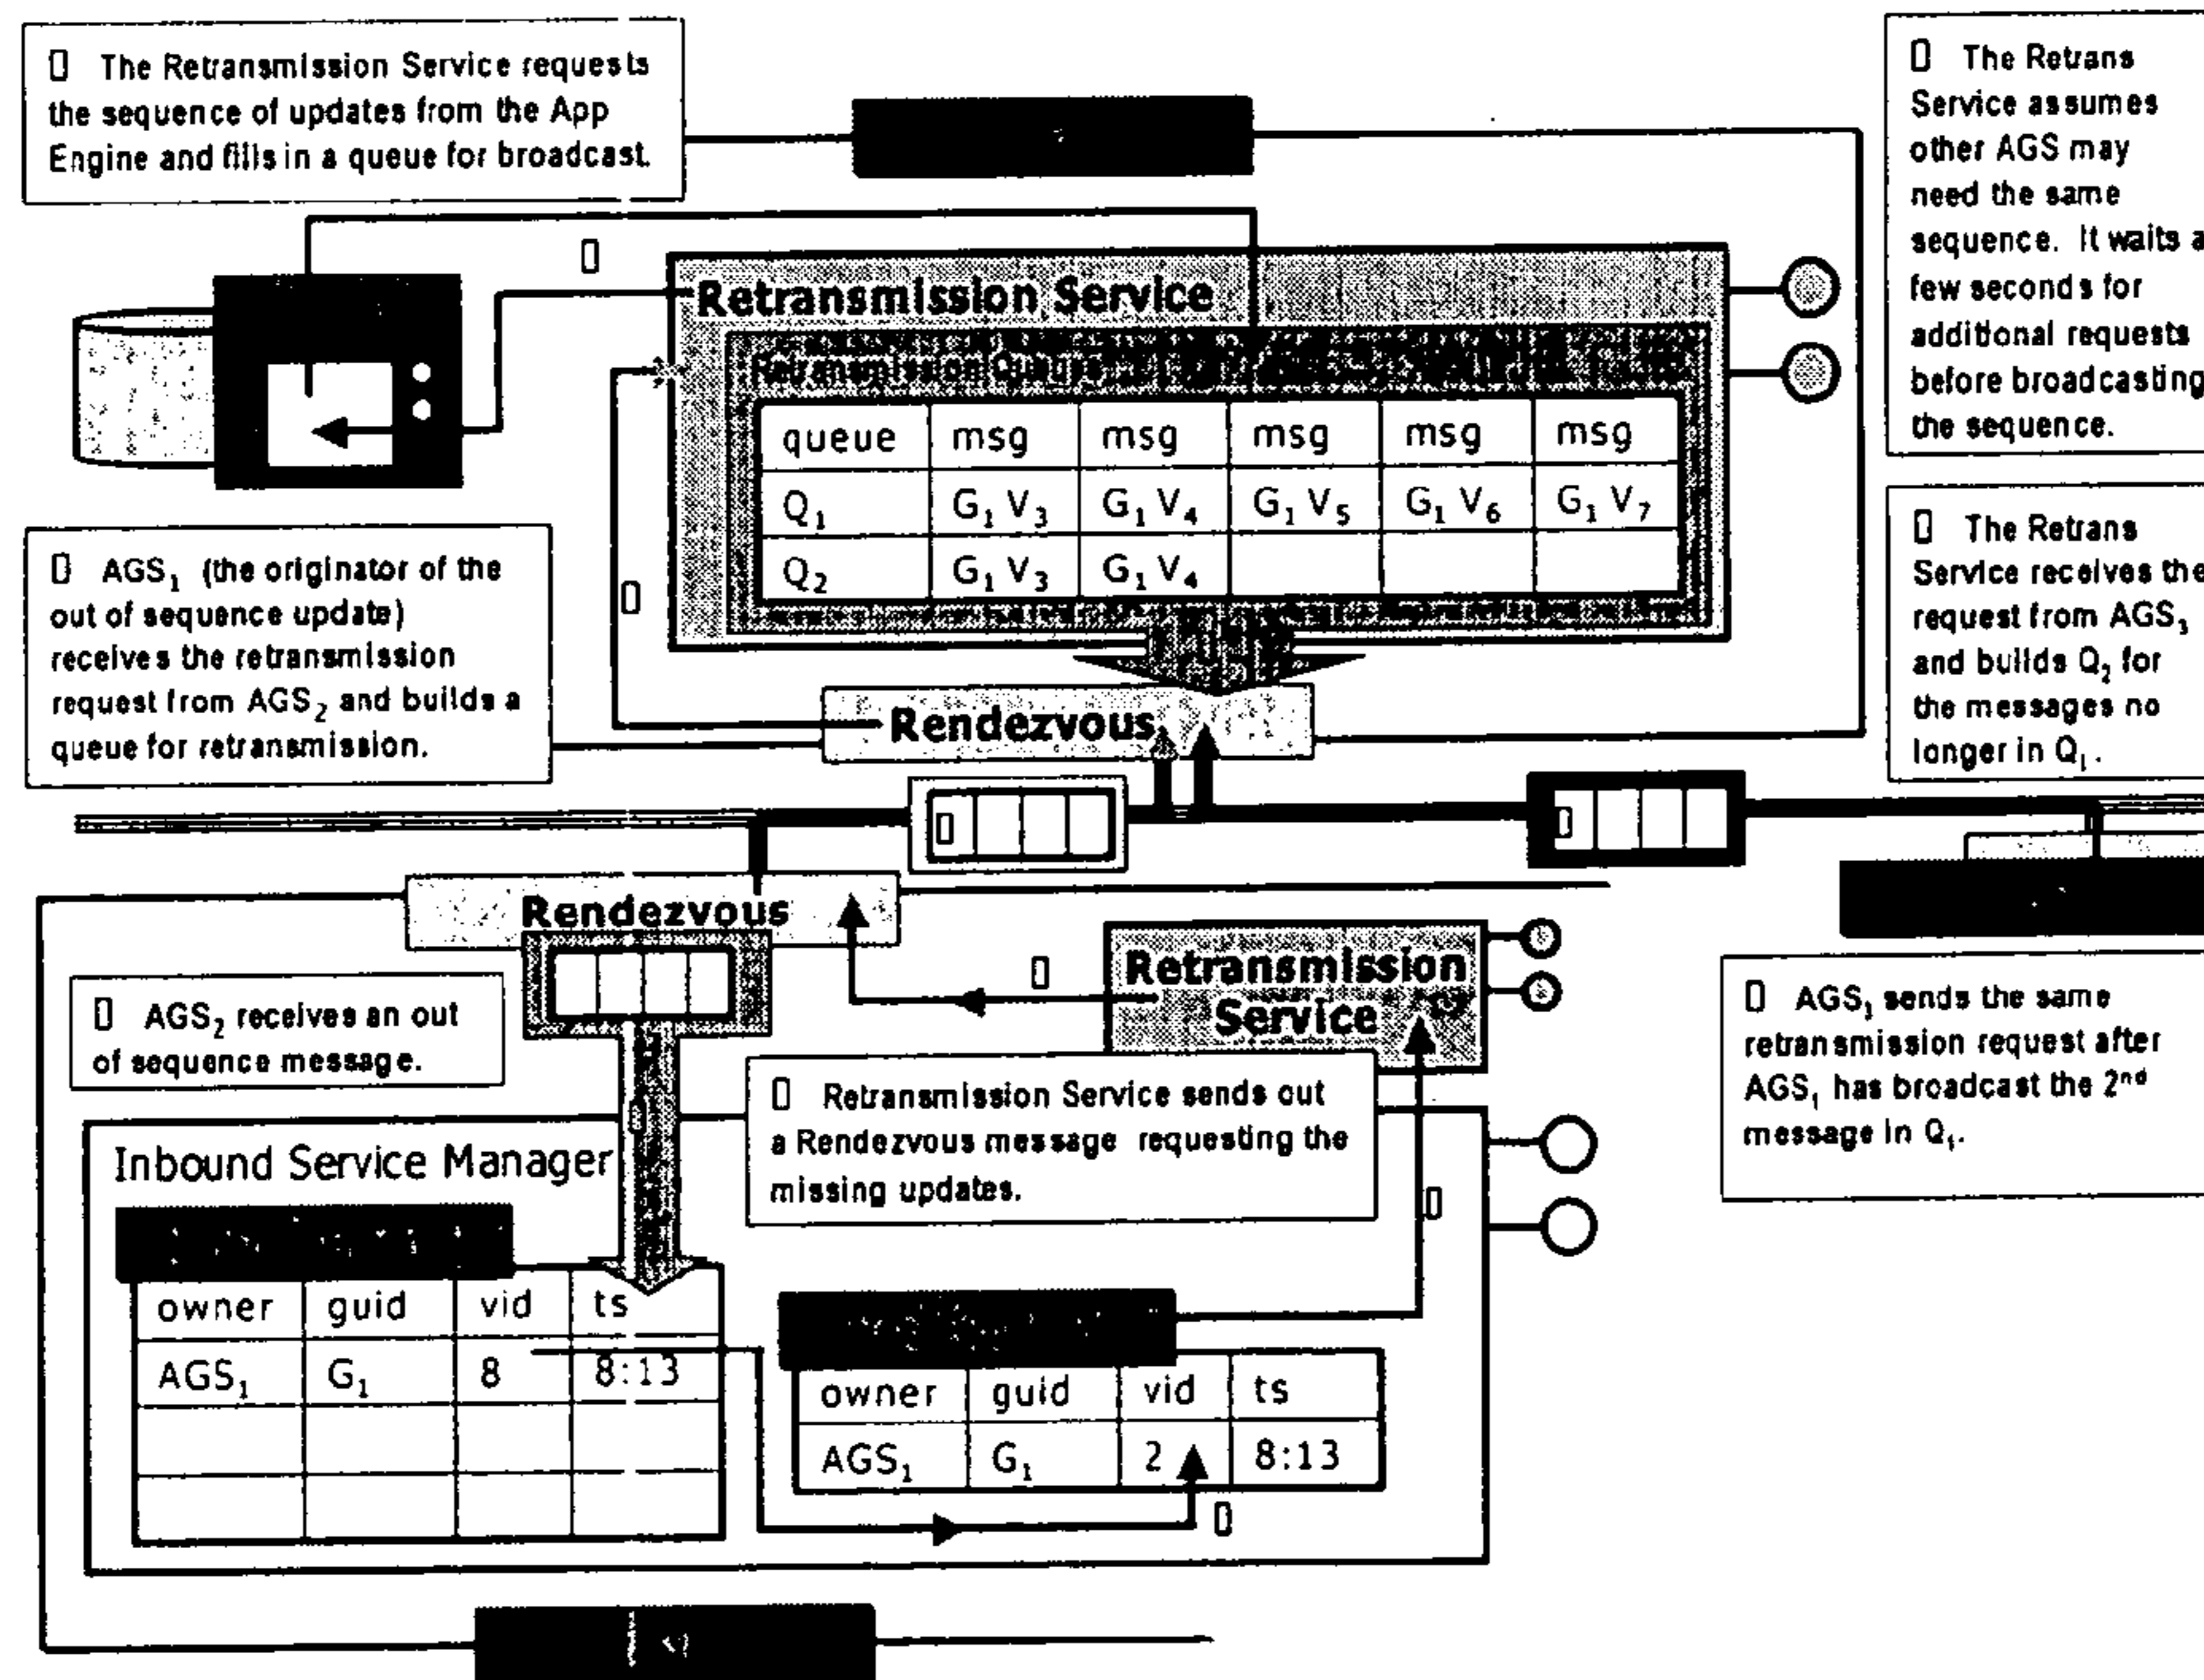 The Retransmission Service requests
the sequence of updates from the App
Engine and fills in a queue for broadcast.
The Retrans
Service assumes
other AGS may
need the same
sequence. It waits a
few seconds for
additional requests
before broadcasting
the sequence.
Retransmission Service
Retransmission Queues
queue msg msg msg msg msg
Q₁ G₁ V₃ G₁ V₄ G₁ V₅ G₁ V₆ G₁ V₇
Q₂ G₁ V₃ G₁ V₄
AGS₁ (the originator of the
out of sequence update)
receives the retransmission
request from AGS₂ and builds a
queue for retransmission.
The Retrans
Service receives the
request from AGS₃
and builds Q₂ for
the messages no
longer in Q₁.
Rendezvous
Rendezvous
Retransmission
Service
AGS₂ receives an out
of sequence message.
Retransmission Service sends out
a Rendezvous message requesting the
missing updates.
AGS₃ sends the same
retransmission request after
AGS₁ has broadcast the 2ⁿᵈ
message in Q₁.
Inbound Service Manager
owner guid vid ts
AGS₁ G₁ 8 8:13
owner guid vid ts
AGS₁ G₁ 2 8:13